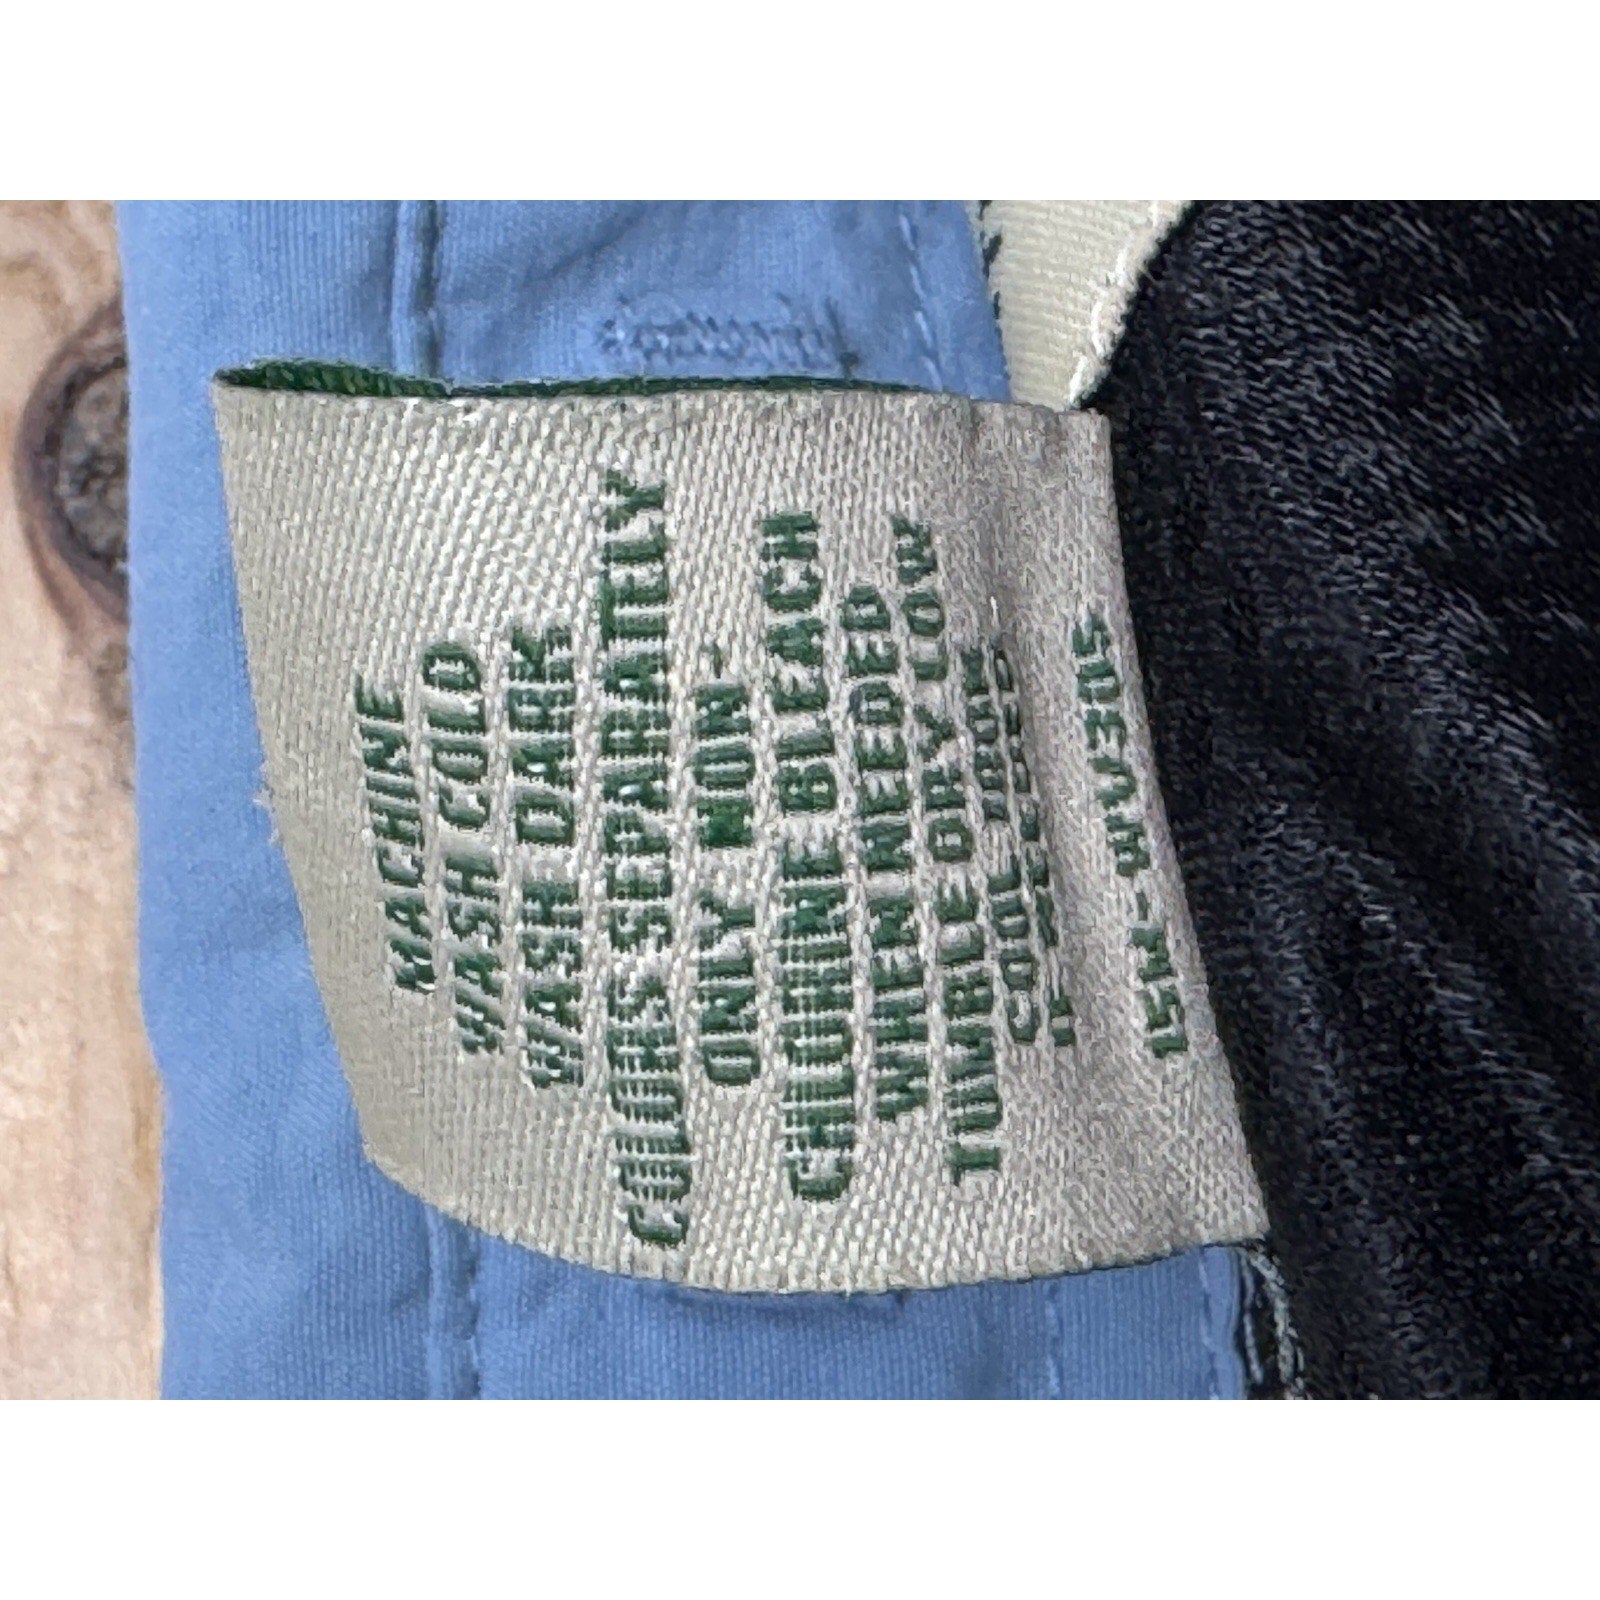 MACHINE
WASH COLD
WASH DARK
COLORS SEPARATELY
ONLY NON-
CHLORINE BLEACH
WHEN NEEDED
TUMBLE DRY LOW
COOL IRON